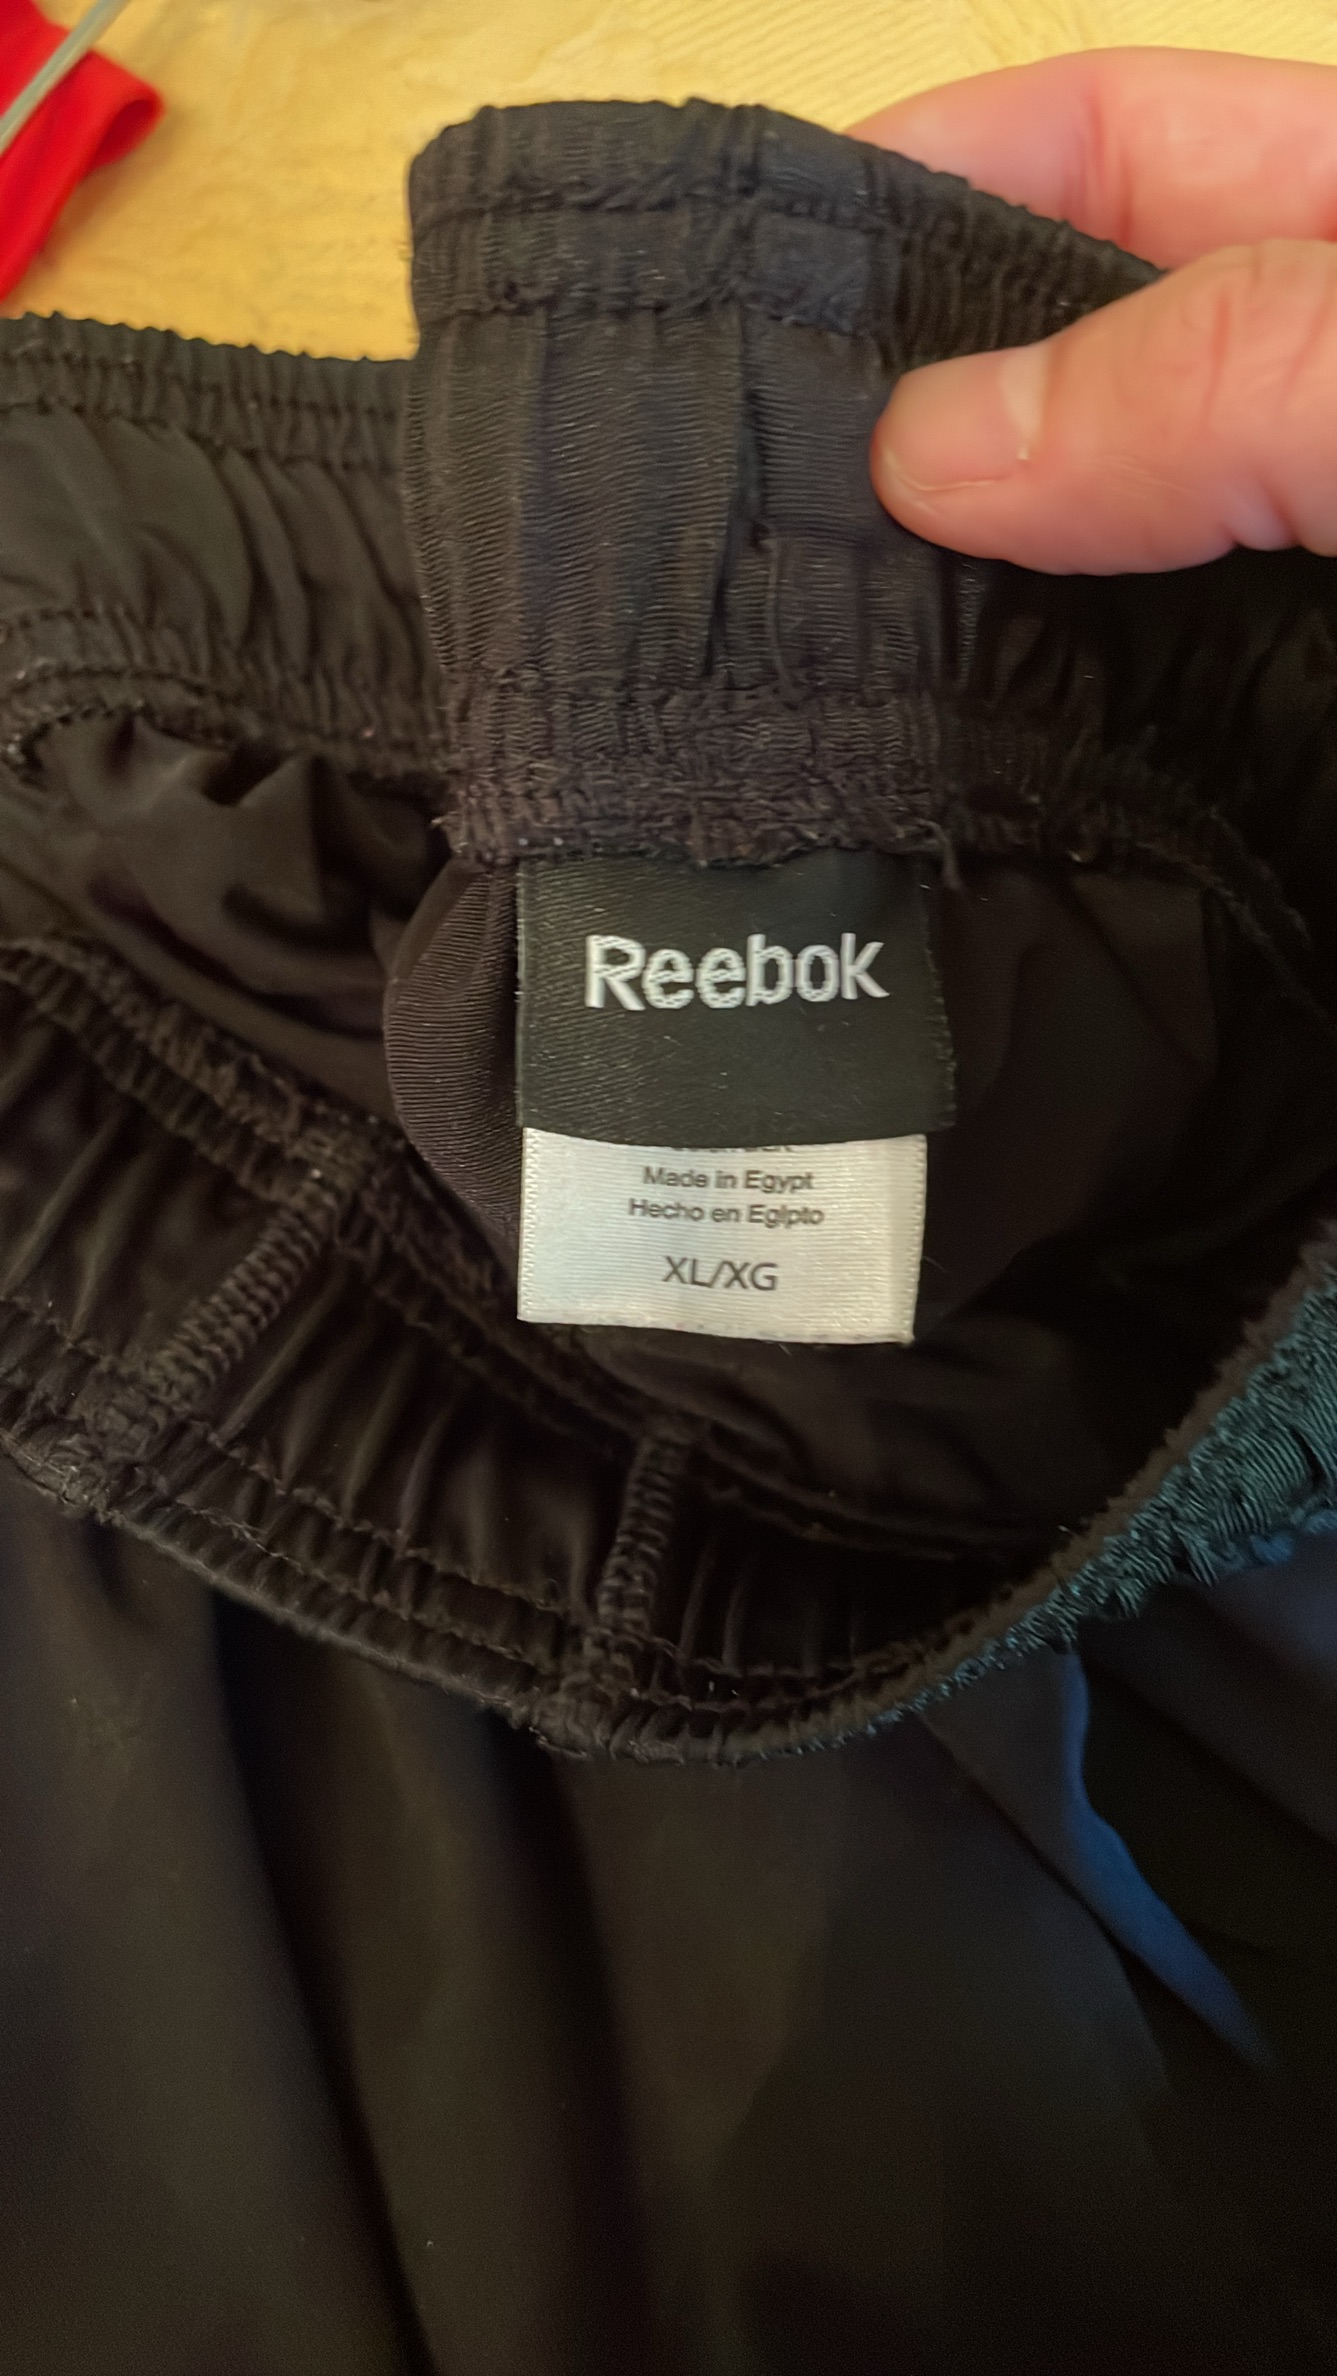 Reebok
Made in Egypt
Hecho en Egipto
XL/XG